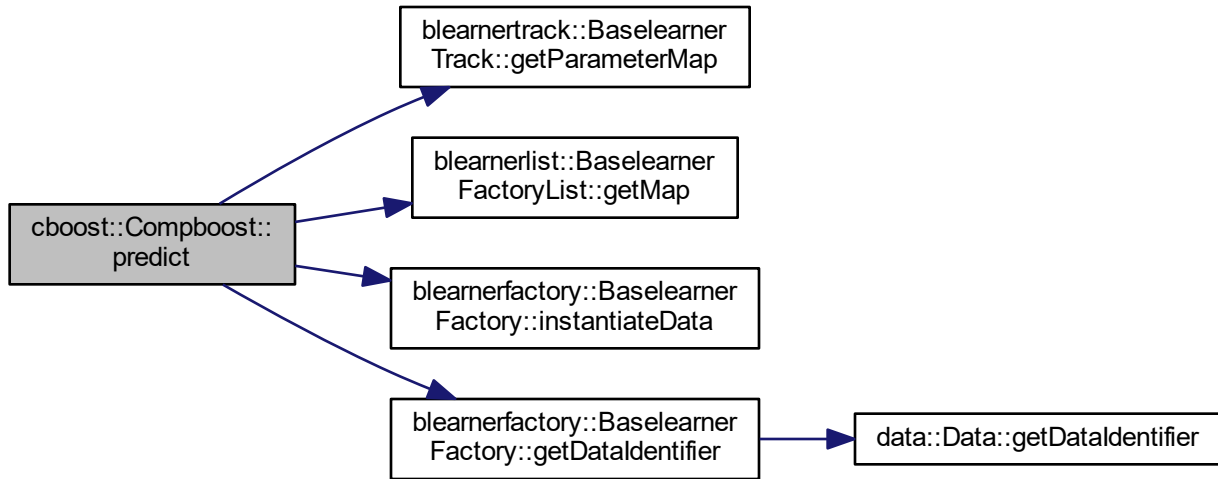 blearnertrack::Baselearner
Track::getParameterMap
blearnerlist::Baselearner
FactoryList::getMap
cboost::Compboost::
predict
blearnerfactory::Baselearner
Factory::instantiateData
blearnerfactory::Baselearner
Factory::getDataIdentifier
data::Data::getDataIdentifier